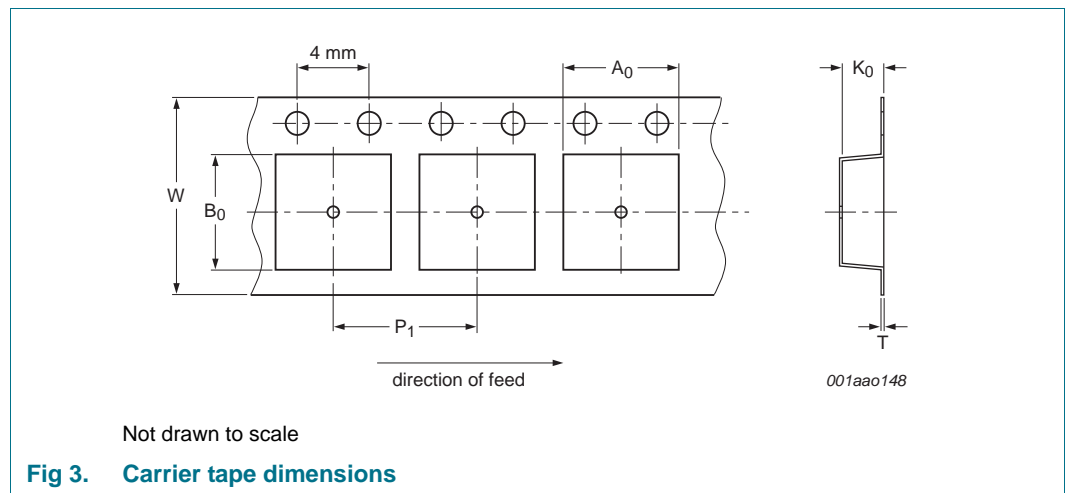 4 mm
A0
K0
W
B0
P1
T
direction of feed
001aao148
Not drawn to scale
Fig 3. Carrier tape dimensions